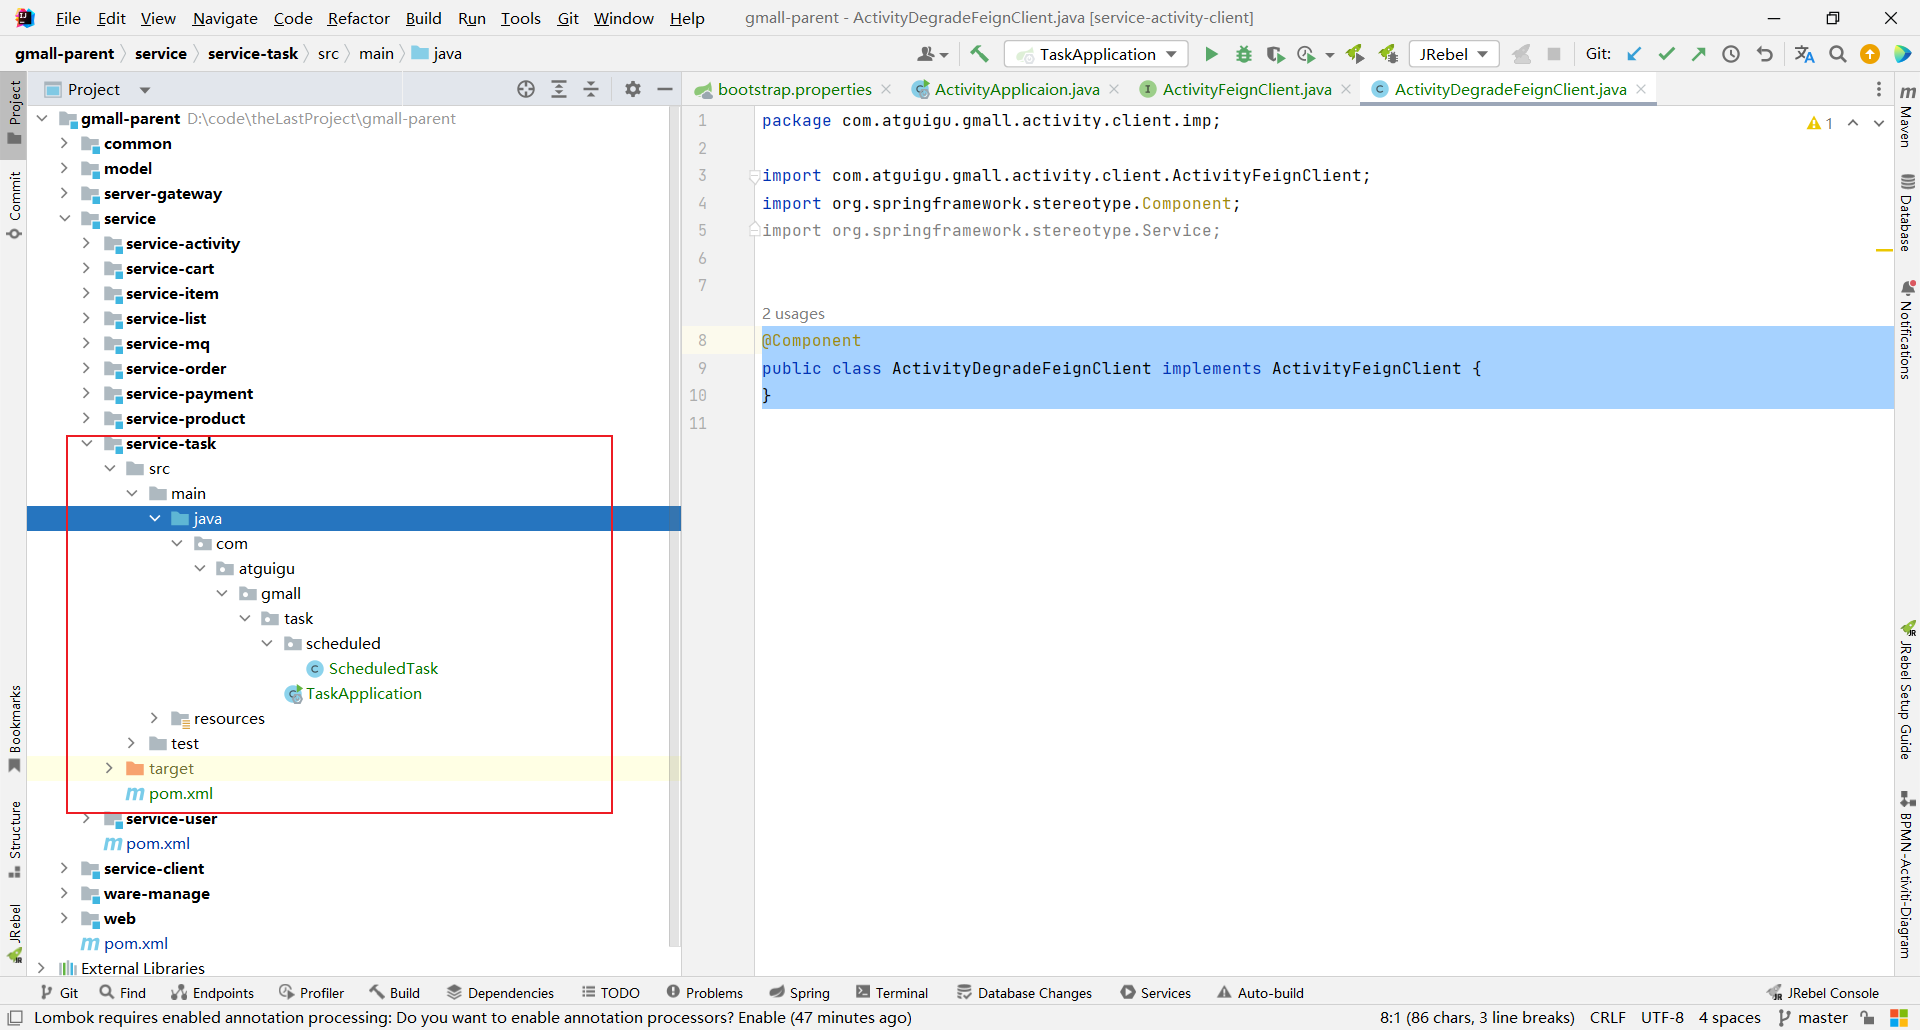 File Edit View Navigate Code Refactor Build Run Tools Git Window Help gmall-parent - ActivityDegradeFeignClient.java [service-activity-client]
gmall-parent service service-task src main java TaskApplication JRebel Git:
Project
bootstrap.properties ActivityApplicaion.java ActivityFeignClient.java ActivityDegradeFeignClient.java
gmall-parent D:\code\theLastProject\gmall-parent
common
model
server-gateway
service
service-activity
service-cart
service-item
service-list
service-mq
service-order
service-payment
service-product
service-task
src
main
java
com
atguigu
gmall
task
scheduled
ScheduledTask
TaskApplication
resources
test
target
pom.xml
service-user
pom.xml
service-client
ware-manage
web
pom.xml
External Libraries
1 package com.atguigu.gmall.activity.client.imp;
2
3 import com.atguigu.gmall.activity.client.ActivityFeignClient;
4 import org.springframework.stereotype.Component;
5 import org.springframework.stereotype.Service;
6
7
2 usages
8 @Component
9 public class ActivityDegradeFeignClient implements ActivityFeignClient {
10 }
11
1
Project
Commit
Bookmarks
Structure
JRebel
Maven
Database
Notifications
JRebel Setup Guide
BPMN-Activiti-Diagram
Git Find Endpoints Profiler Build Dependencies TODO Problems Spring Terminal Database Changes Services Auto-build JRebel Console
Lombok requires enabled annotation processing: Do you want to enable annotation processors? Enable (47 minutes ago) 8:1 (86 chars, 3 line breaks) CRLF UTF-8 4 spaces master